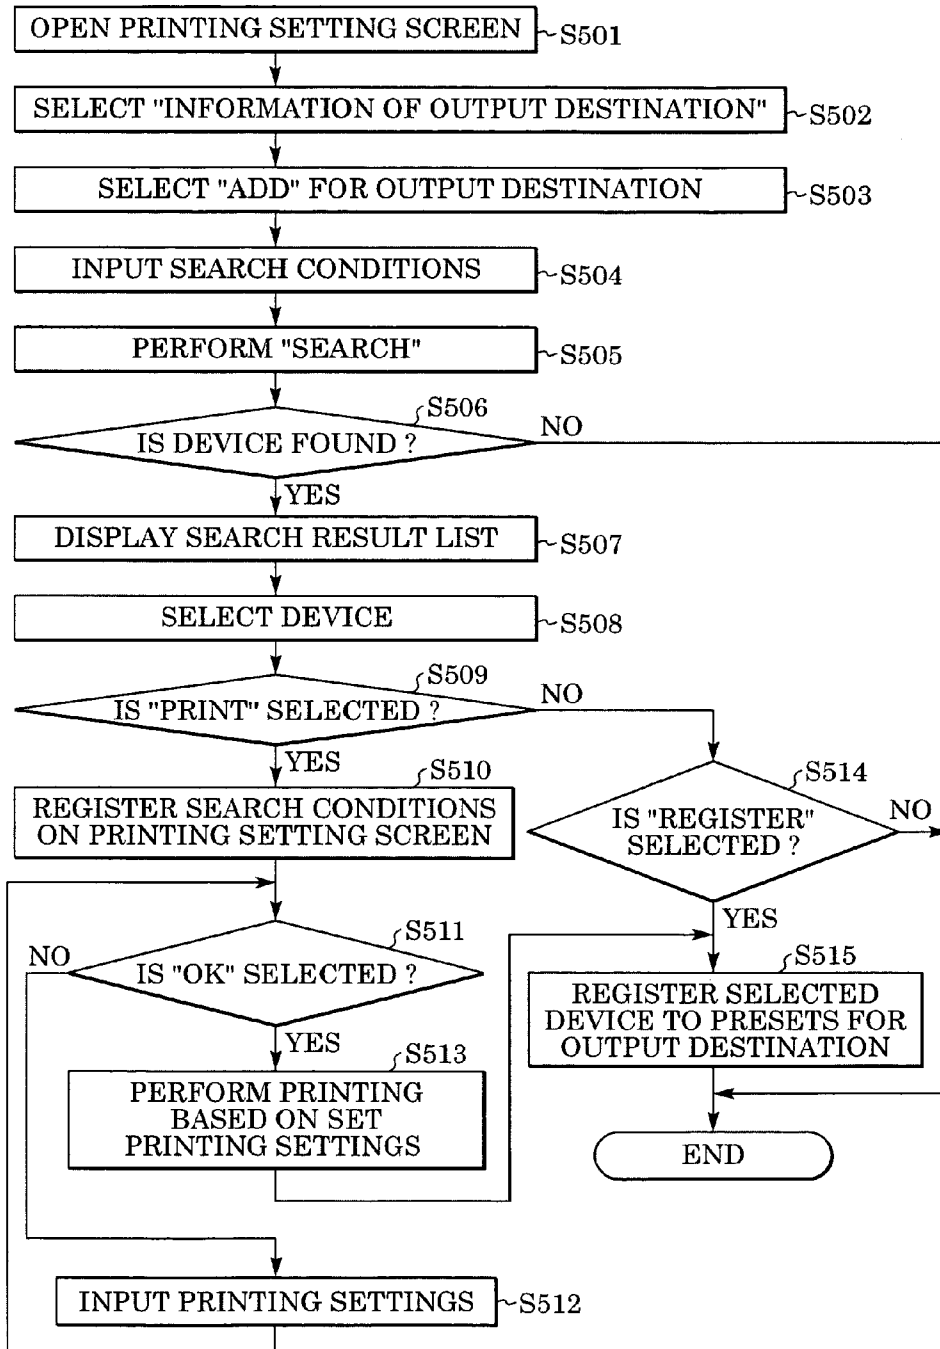 OPEN PRINTING SETTING SCREEN
S501
SELECT "INFORMATION OF OUTPUT DESTINATION"
S502
SELECT "ADD" FOR OUTPUT DESTINATION
S503
INPUT SEARCH CONDITIONS
S504
PERFORM "SEARCH"
S505
S506
IS DEVICE FOUND ?
NO
YES
DISPLAY SEARCH RESULT LIST
S507
SELECT DEVICE
S508
S509
IS "PRINT" SELECTED ?
NO
YES
S510
REGISTER SEARCH CONDITIONS
ON PRINTING SETTING SCREEN
S514
IS "REGISTER"
SELECTED ?
NO
YES
S511
IS "OK" SELECTED ?
NO
YES
S515
REGISTER SELECTED
DEVICE TO PRESETS FOR
OUTPUT DESTINATION
S513
PERFORM PRINTING
BASED ON SET
PRINTING SETTINGS
END
INPUT PRINTING SETTINGS
S512